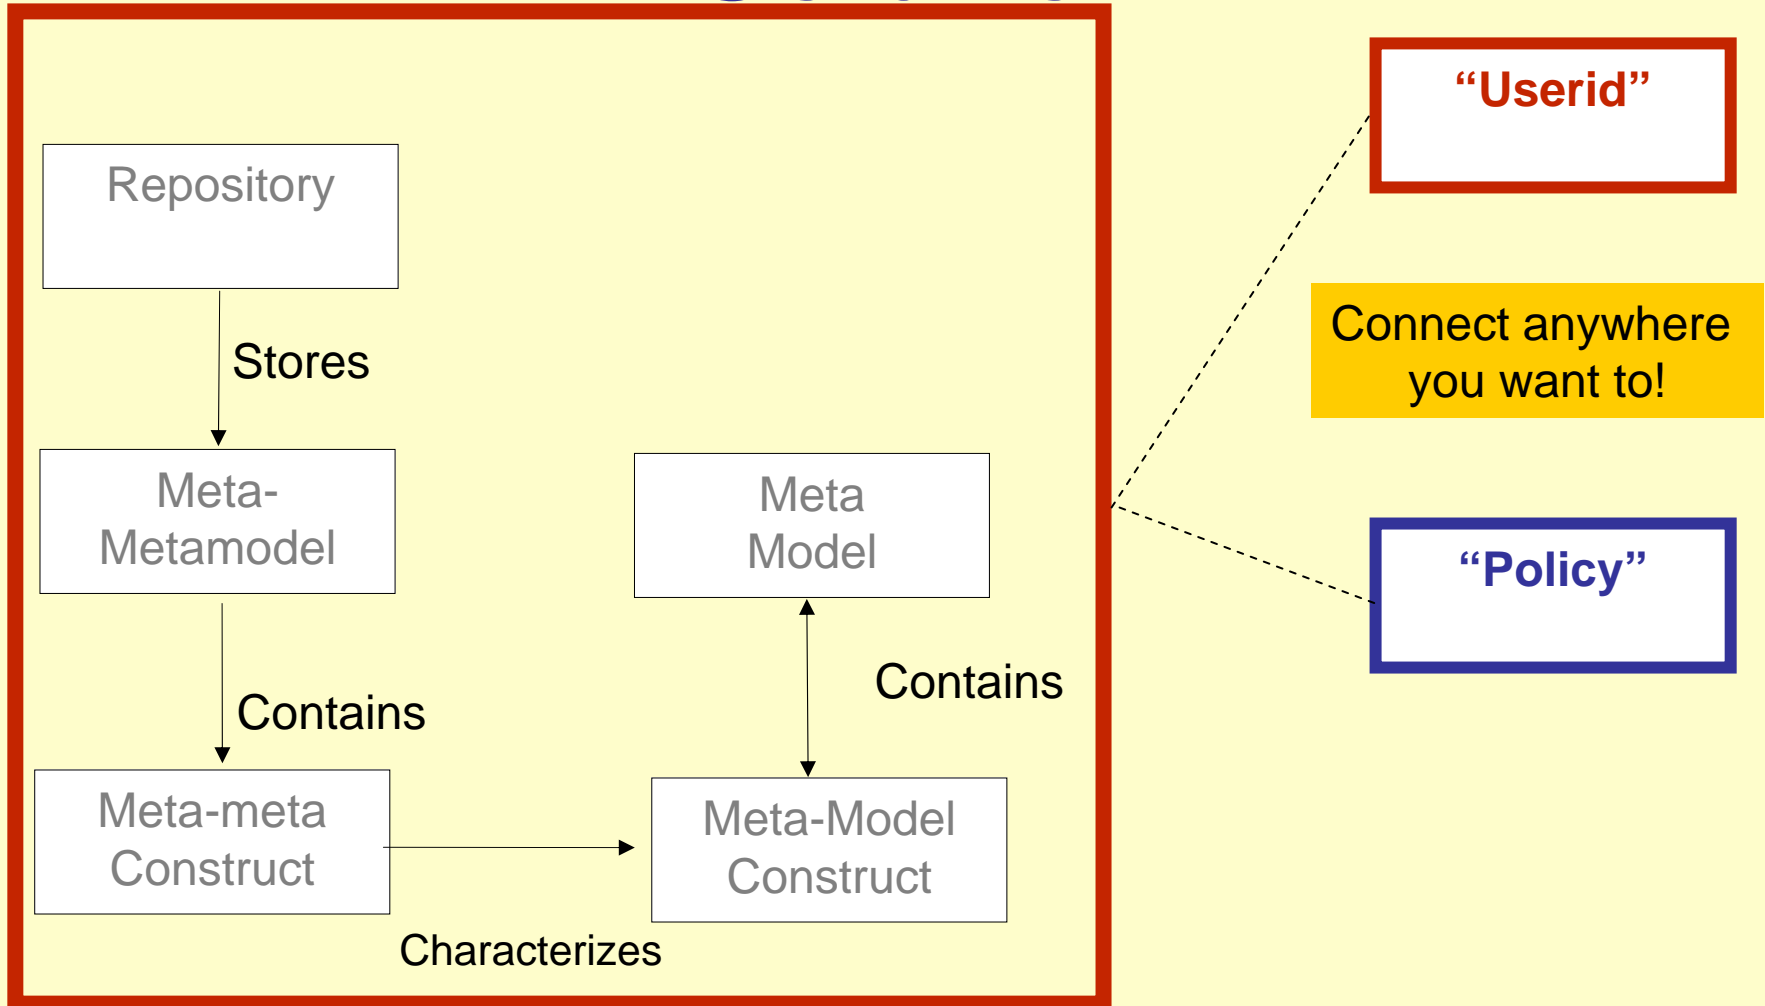 Repository
Stores
Meta-
Metamodel
Contains
Meta-meta
Construct
Characterizes
Meta
Model
Contains
Meta-Model
Construct
“Userid”
Connect anywhere
you want to!
“Policy”